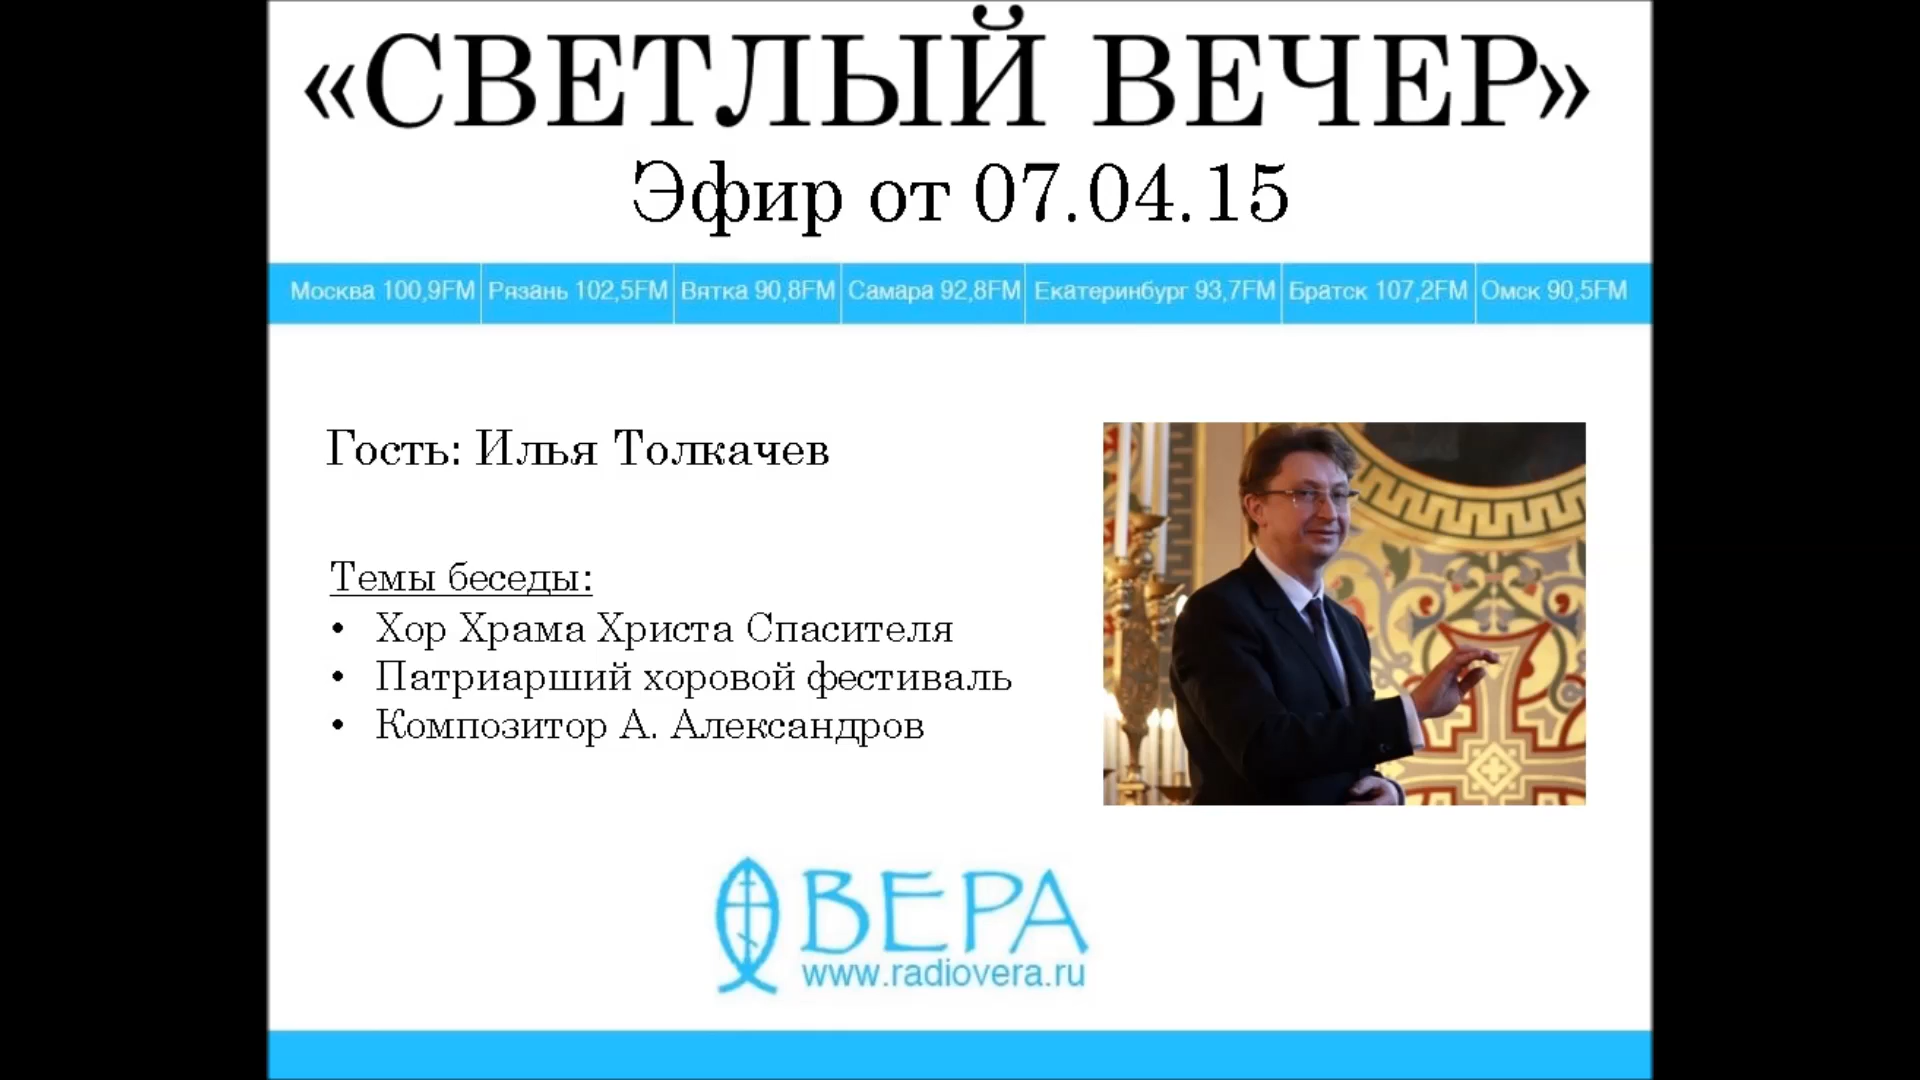 «СВЕТЛЫЙ ВЕЧЕР»
Эфир от 07.04.15
Москва 100,9FM Рязань 102,5FM Вятка 90,8FM Самара 92,8FM Екатеринбург 93,7FM Братск 107,2FM Омск 90,5FM
Гость: Илья Толкачев
Темы беседы:
• Хор Храма Христа Спасителя
• Патриарший хоровой фестиваль
• Композитор А. Александров
ВЕРА
www.radiovera.ru